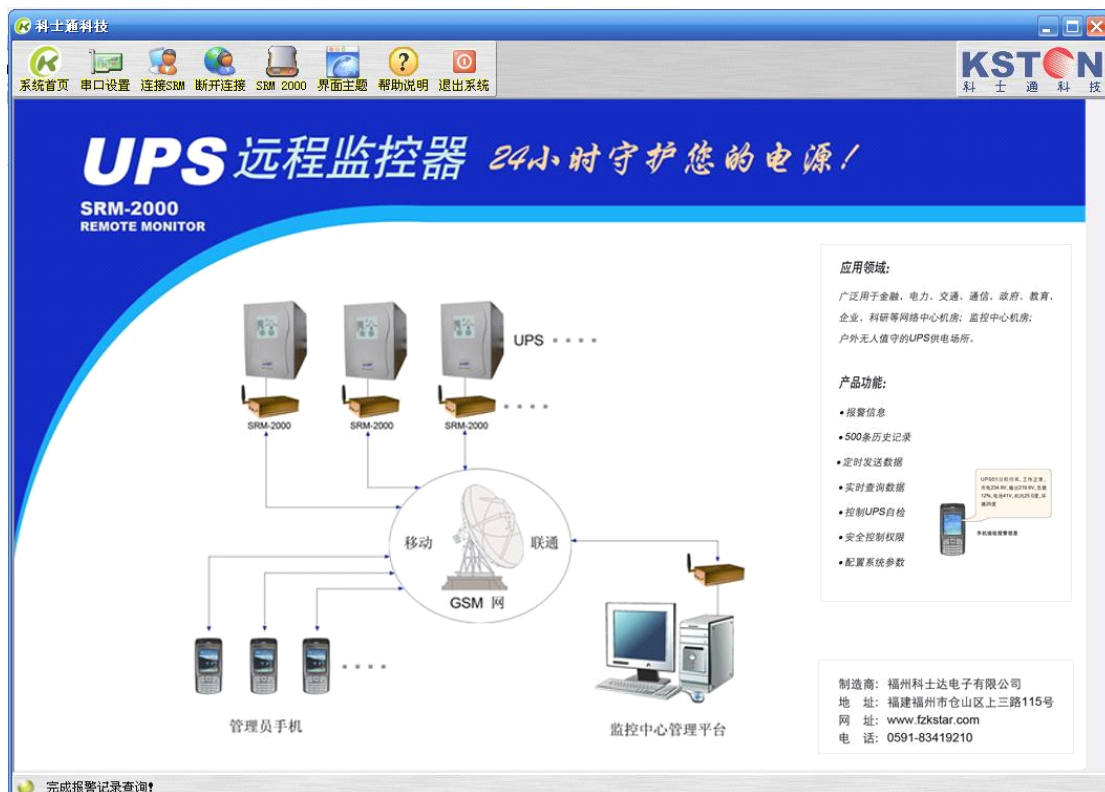 科士通科技
系统首页 串口设置 连接SRM 断开连接 SRM 2000 界面主题 帮助说明 退出系统
KSTON
科士通科技
UPS远程监控器 24小时守护您的电源!
SRM-2000
REMOTE MONITOR
UPS
SRM-2000 SRM-2000 SRM-2000
移动 联通
GSM 网
管理员手机
监控中心管理平台
应用领域:
广泛用于金融、电力、交通、通信、政府、教育、
企业、科研等网络中心机房; 监控中心机房;
户外无人值守的UPS供电场所。
产品功能:
•报警信息
•500条历史记录
•定时发送数据
•实时查询数据
•控制UPS自检
•安全控制权限
•配置系统参数
手机接收报警信息
制造商: 福州科士达电子有限公司
地 址: 福建福州市仓山区上三路115号
网 址: www.fzkstar.com
电 话: 0591-83419210
完成报警记录查询!